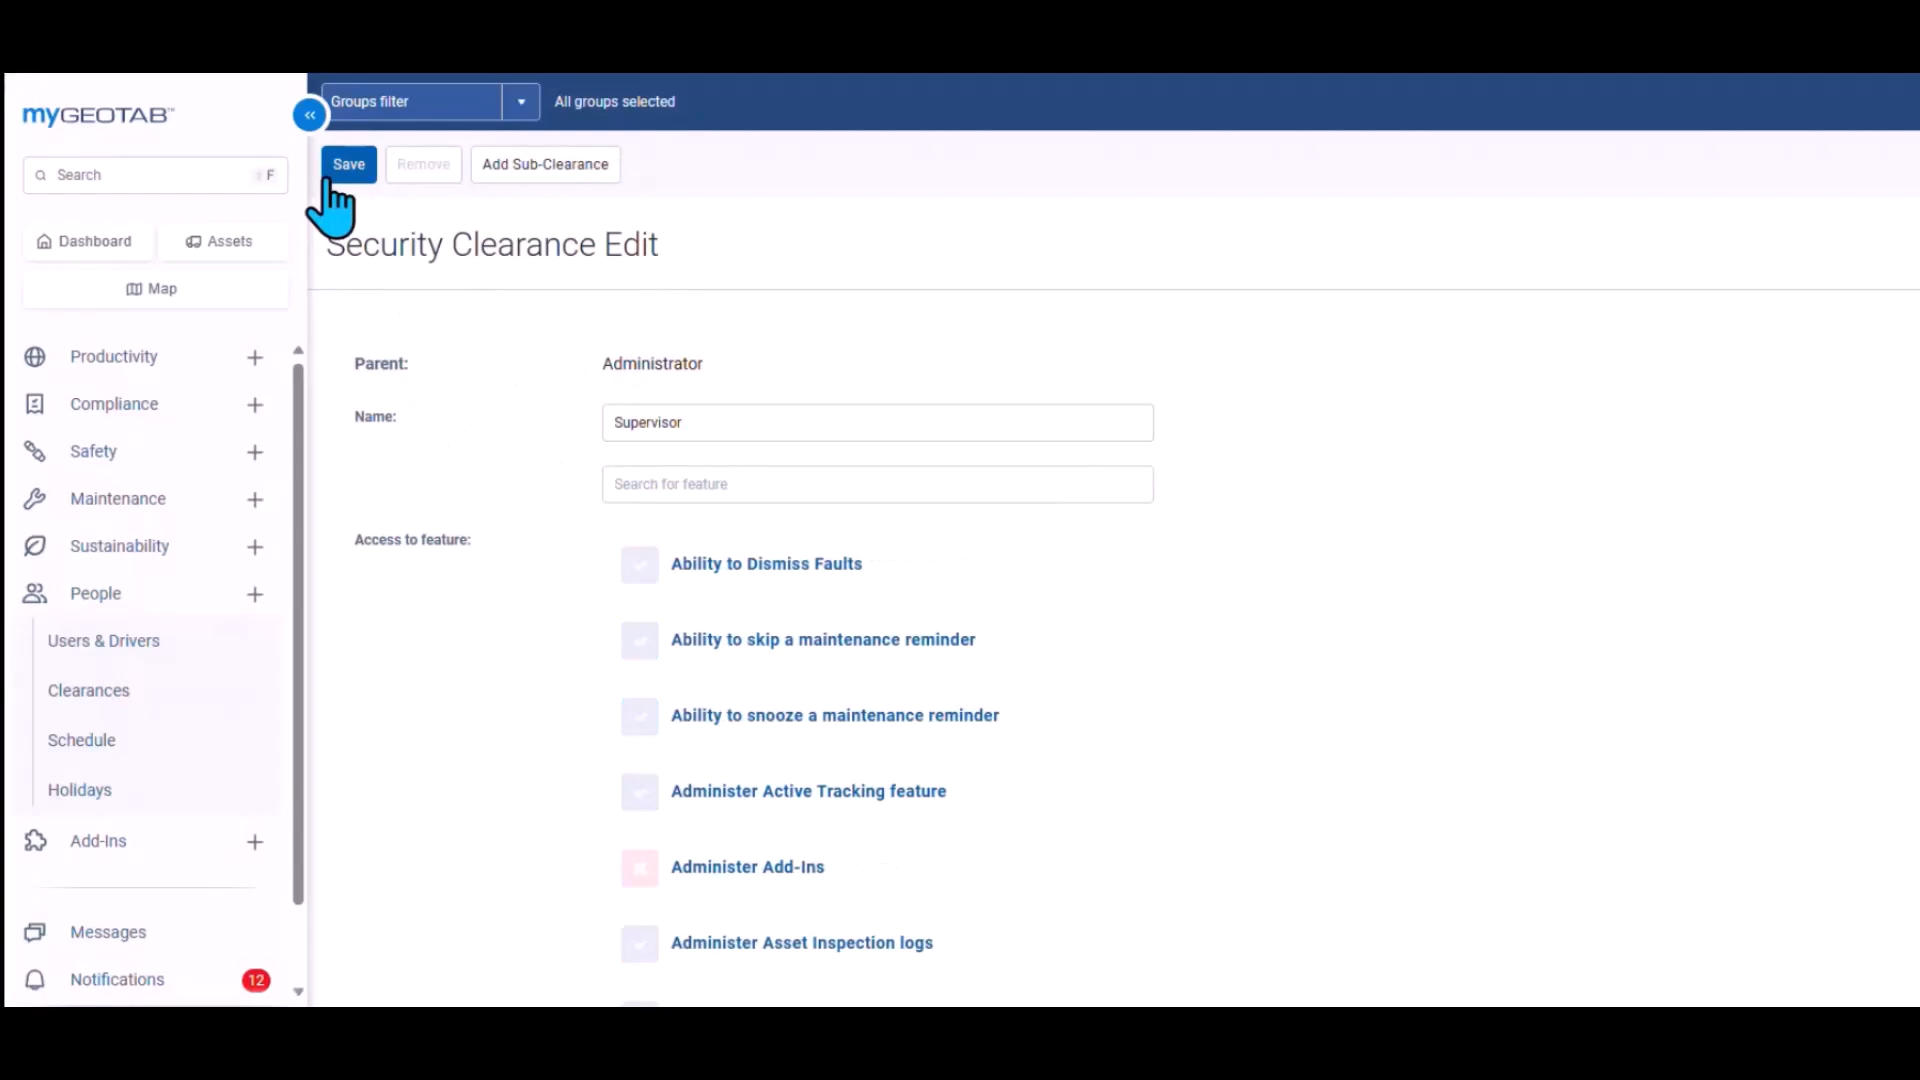 myGEOTAB™
Groups filter
All groups selected
Search
F
Save
Remove
Add Sub-Clearance
Dashboard
Assets
Map
Security Clearance Edit
Productivity
Compliance
Safety
Maintenance
Sustainability
People
Users & Drivers
Clearances
Schedule
Holidays
Add-Ins
Messages
Notifications
12
Parent:
Administrator
Name:
Supervisor
Search for feature
Access to feature:
Ability to Dismiss Faults
Ability to skip a maintenance reminder
Ability to snooze a maintenance reminder
Administer Active Tracking feature
Administer Add-Ins
Administer Asset Inspection logs